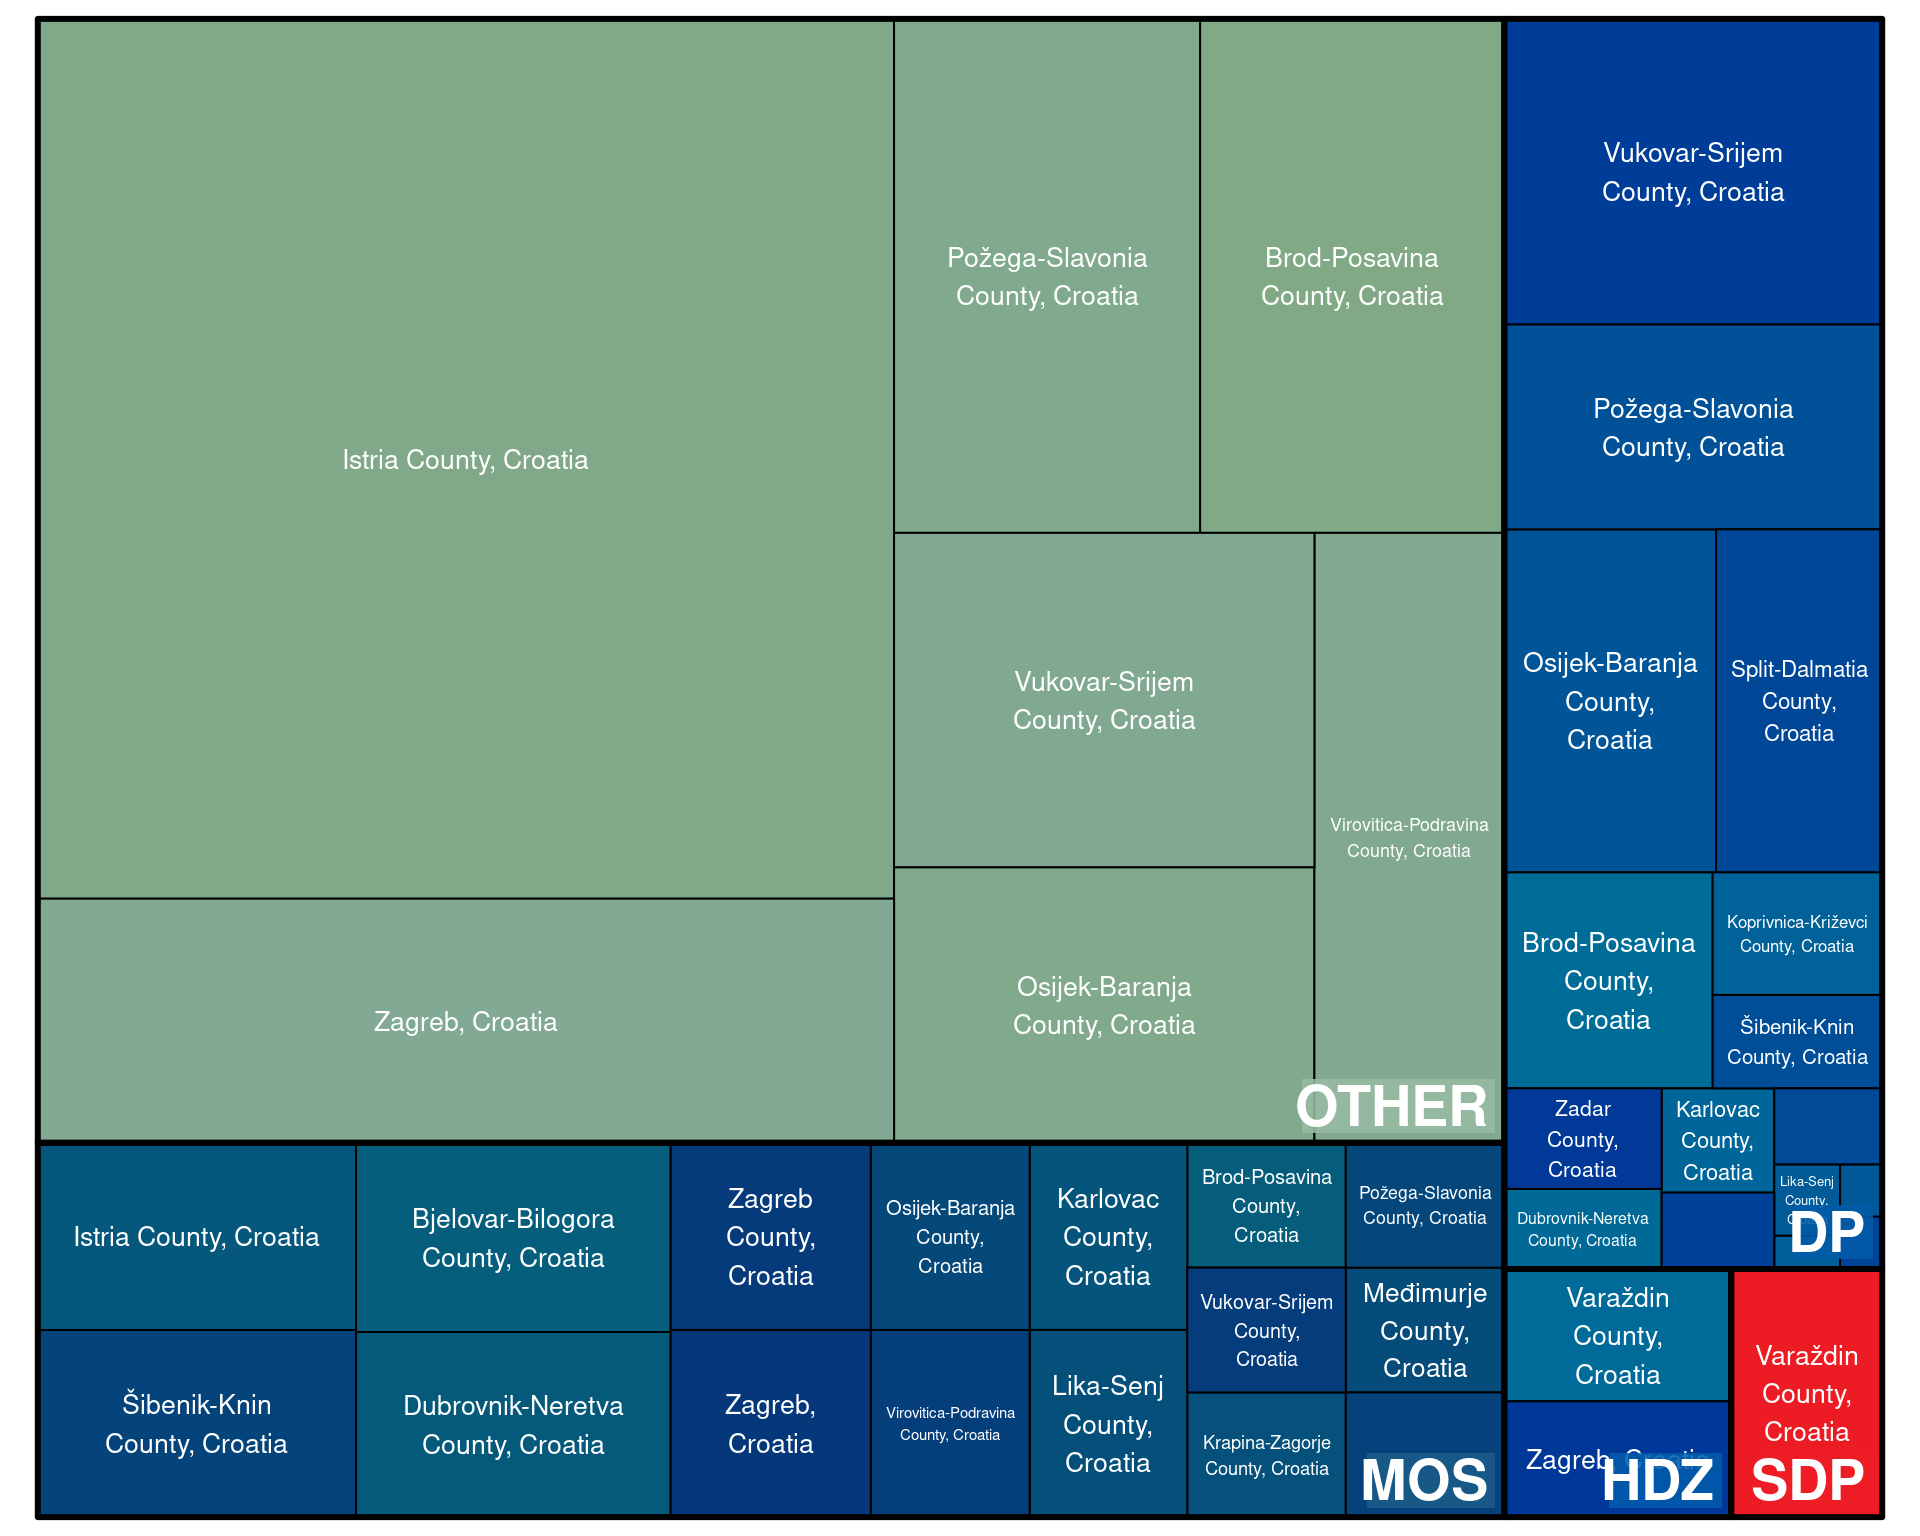 Istria County, Croatia
Požega-Slavonia
County, Croatia
Brod-Posavina
County, Croatia
Vukovar-Srijem
County, Croatia
Virovitica-Podravina
County, Croatia
Zagreb, Croatia
Osijek-Baranja
County, Croatia
OTHER
Vukovar-Srijem
County, Croatia
Požega-Slavonia
County, Croatia
Osijek-Baranja
County,
Croatia
Split-Dalmatia
County,
Croatia
Brod-Posavina
County,
Croatia
Koprivnica-Križevci
County, Croatia
Šibenik-Knin
County, Croatia
Zadar
County,
Croatia
Karlovac
County,
Croatia
Dubrovnik-Neretva
County, Croatia
Lika-Senj
County,
DP
Istria County, Croatia
Bjelovar-Bilogora
County, Croatia
Zagreb
County,
Croatia
Osijek-Baranja
County,
Croatia
Karlovac
County,
Croatia
Brod-Posavina
County,
Croatia
Požega-Slavonia
County, Croatia
Vukovar-Srijem
County,
Croatia
Međimurje
County,
Croatia
Šibenik-Knin
County, Croatia
Dubrovnik-Neretva
County, Croatia
Zagreb,
Croatia
Virovitica-Podravina
County, Croatia
Lika-Senj
County,
Croatia
Krapina-Zagorje
County, Croatia
MOS
Varaždin
County,
Croatia
Zagreb, Croatia
HDZ
Varaždin
County,
Croatia
SDP